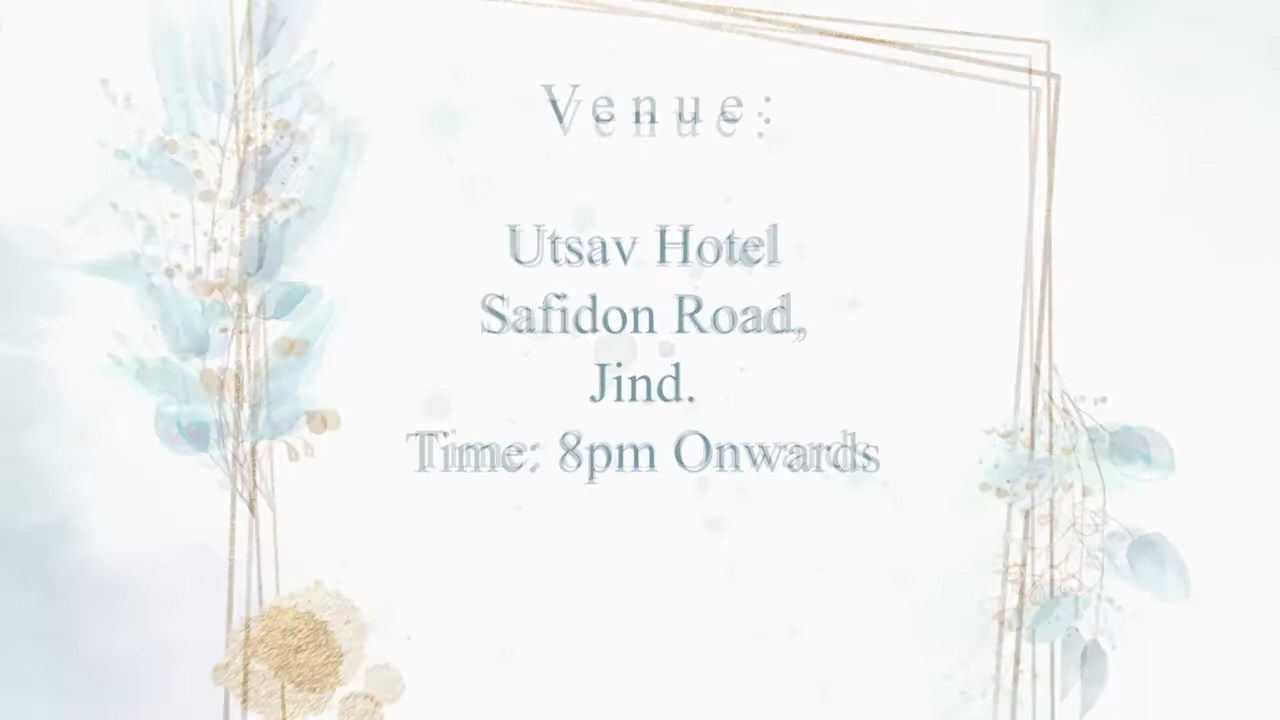 Venue:
Utsav Hotel
Safidon Road,
Jind.
Time: 8pm Onwards